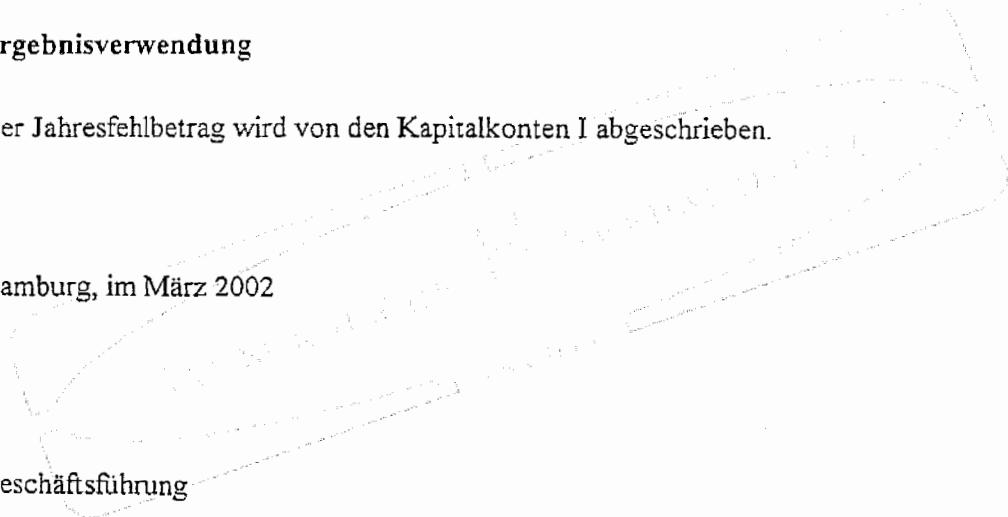 rgebnisverwendung
er Jahresfehlbetrag wird von den Kapitalkonten I abgeschrieben.
amburg, im März 2002
eschäftsführung